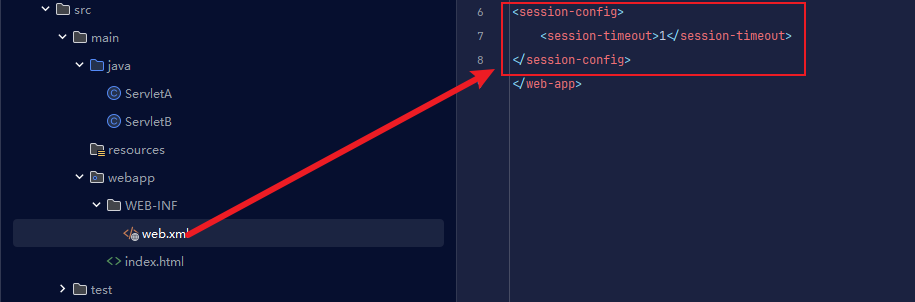 src
main
java
ServletA
ServletB
resources
webapp
WEB-INF
web.xml
index.html
test
6 <session-config>
7 <session-timeout>1</session-timeout>
8 </session-config>
</web-app>